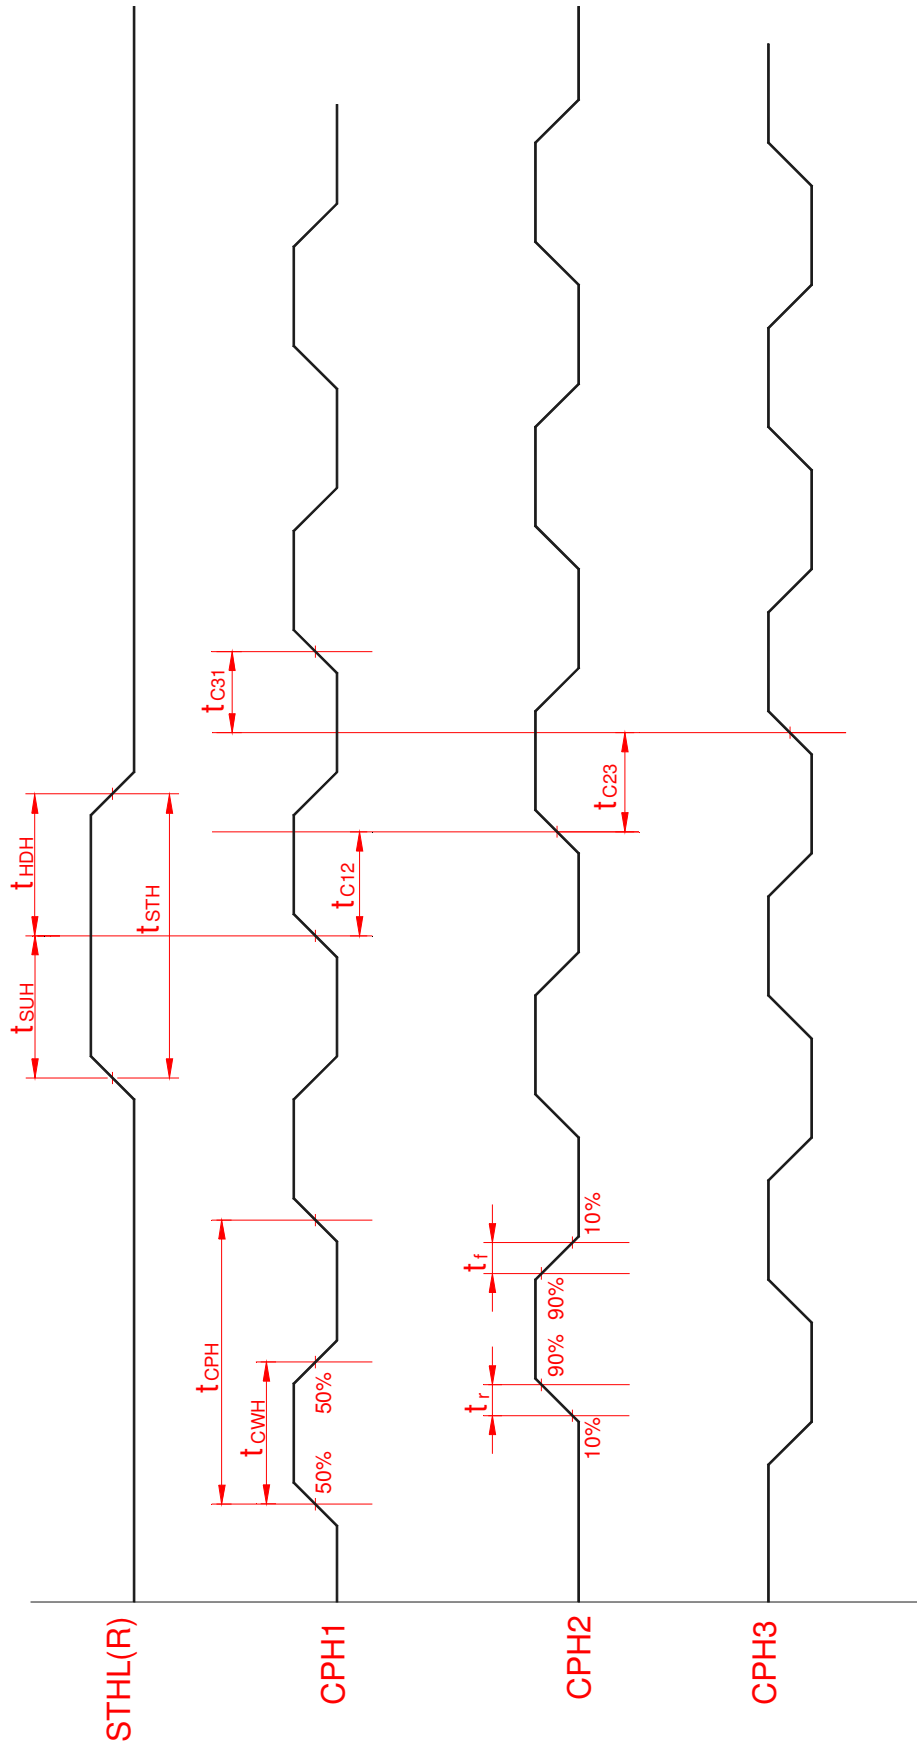 STHL(R)
tSUH
tHDH
tSTH
CPH1
tCPH
tCWH
50%
50%
tC12
tC31
CPH2
tr
tf
10%
90%
90%
10%
tC23
CPH3